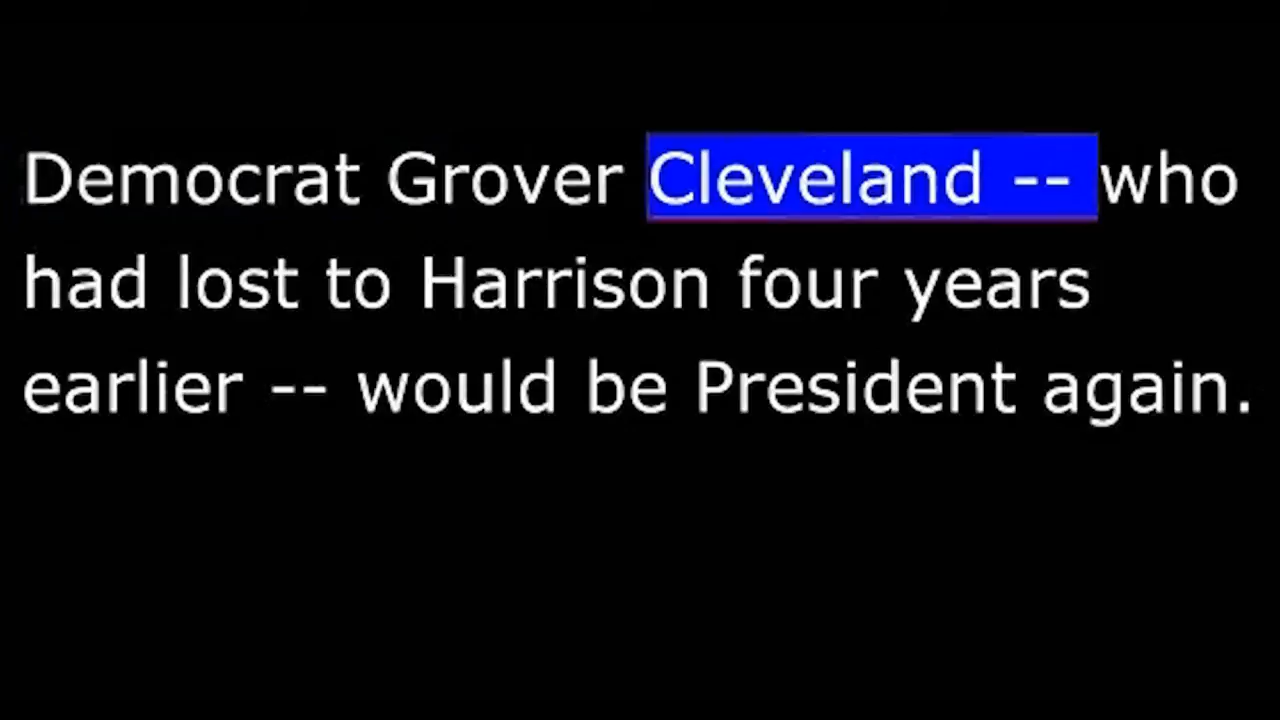 Democrat Grover Cleveland -- who
had lost to Harrison four years
earlier -- would be President again.